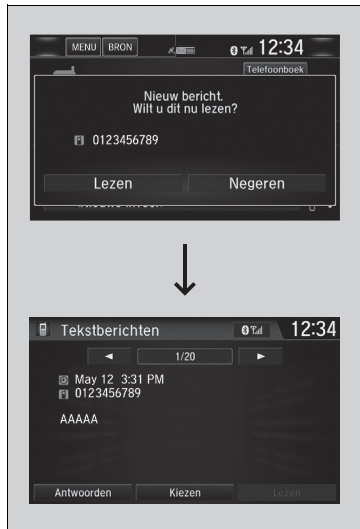 MENU BRON 12:34
Telefoonboek
Nieuw bericht.
Wilt u dit nu lezen?
0123456789
Lezen Negeren
Tekstberichten 12:34
1/20
May 12 3:31 PM
0123456789
AAAAA
Antwoorden Kiezen Lezen